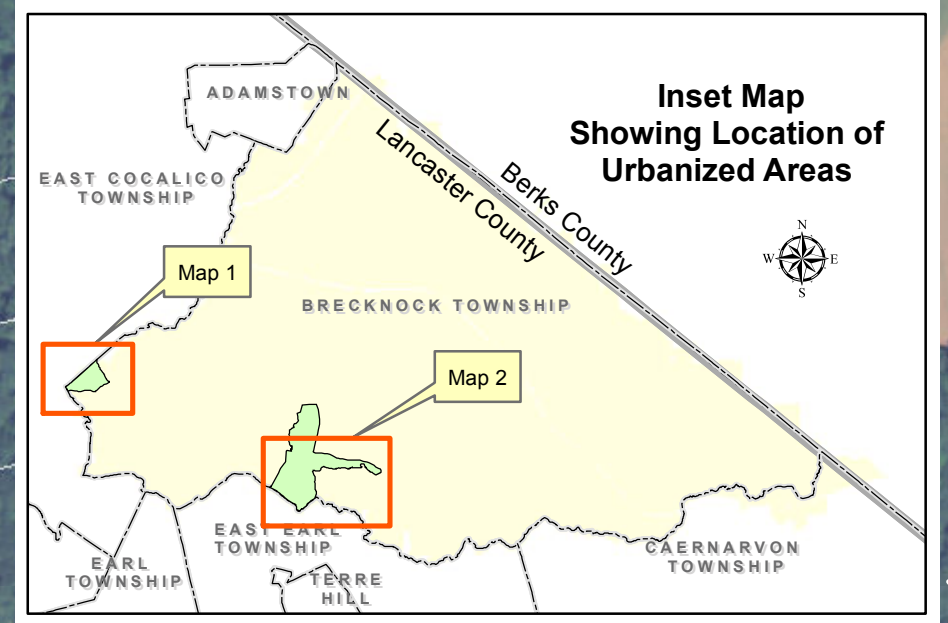 Inset Map
Showing Location of
Urbanized Areas
ADAMSTOWN
Lancaster County
Berks County
EAST COCALICO
TOWNSHIP
N
W
E
S
Map 1
BRECKNOCK TOWNSHIP
Map 2
EAST EARL
TOWNSHIP
EARL
TOWNSHIP
TERRE
HILL
CAERNARVON
TOWNSHIP